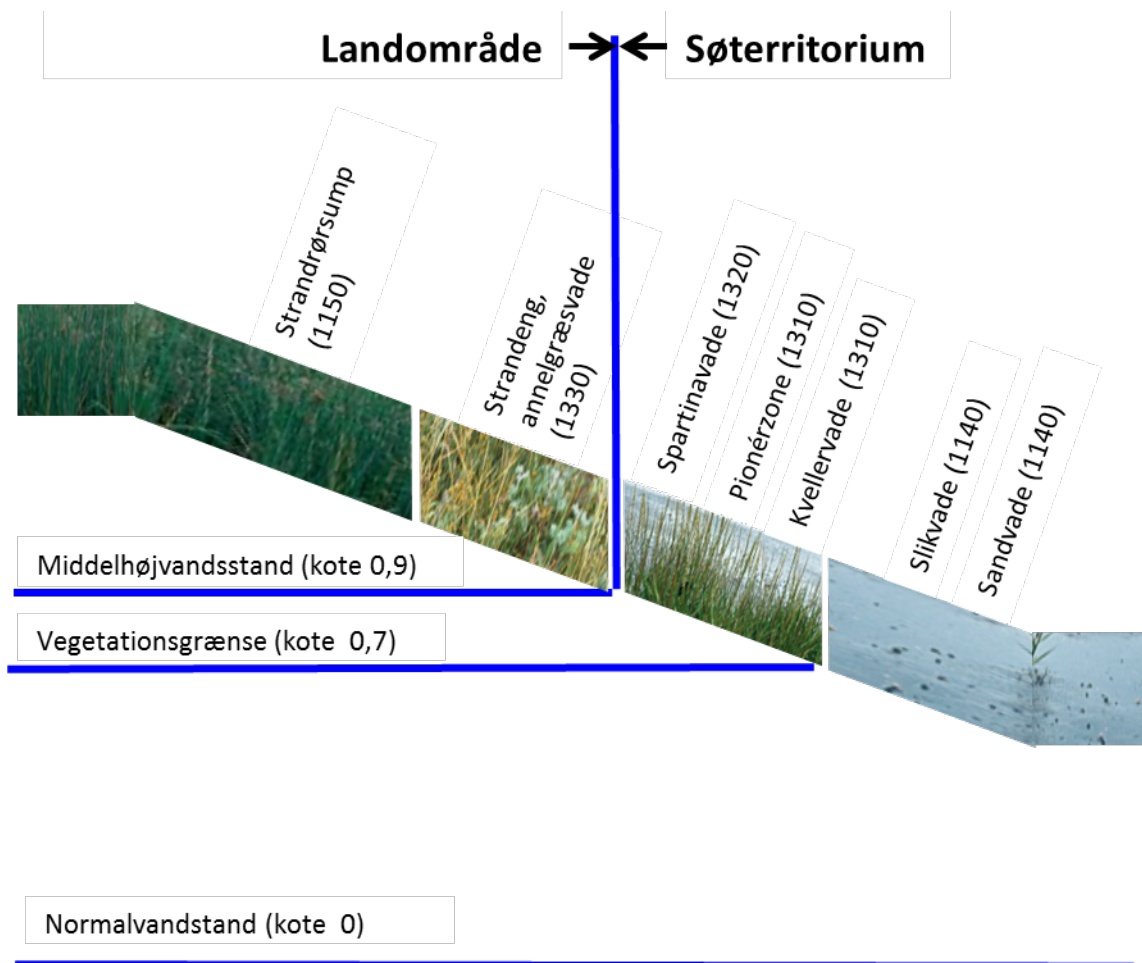 Landområde
Søterritorium
Strandrørsump
(1150)
Strandeng,
annelgræsvade
(1330)
Spartinavade (1320)
Pionérzone (1310)
Kvellervade (1310)
Slikvade (1140)
Sandvade (1140)
Middelhøjvandsstand (kote 0,9)
Vegetationsgrænse (kote 0,7)
Normalvandstand (kote 0)